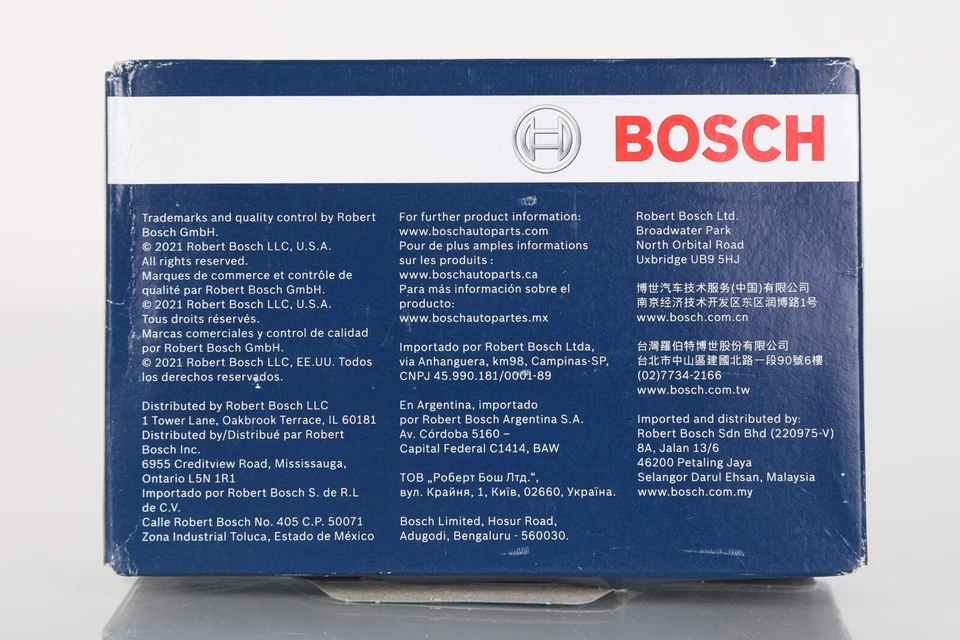 BOSCH
Trademarks and quality control by Robert
Bosch GmbH.
© 2021 Robert Bosch LLC, U.S.A.
All rights reserved.
Marques de commerce et contrôle de
qualité par Robert Bosch GmbH.
© 2021 Robert Bosch LLC, U.S.A.
Tous droits réservés.
Marcas comerciales y control de calidad
por Robert Bosch GmbH.
© 2021 Robert Bosch LLC, EE.UU. Todos
los derechos reservados.
Distributed by Robert Bosch LLC
1 Tower Lane, Oakbrook Terrace, IL 60181
Distributed by/Distribué par Robert
Bosch Inc.
6955 Creditview Road, Mississauga,
Ontario L5N 1R1
Importado por Robert Bosch S. de R.L
de C.V.
Calle Robert Bosch No. 405 C.P. 50071
Zona Industrial Toluca, Estado de México
For further product information:
www.boschautoparts.com
Pour de plus amples informations
sur les produits :
www.boschautoparts.ca
Para más información sobre el
producto:
www.boschautopartes.mx
Importado por Robert Bosch Ltda,
via Anhanguera, km98, Campinas-SP,
CNPJ 45.990.181/0001-89
En Argentina, importado
por Robert Bosch Argentina S.A.
Av. Córdoba 5160 –
Capital Federal C1414, BAW
ТОВ „Роберт Бош Лтд.“,
вул. Крайня, 1, Київ, 02660, Україна.
Bosch Limited, Hosur Road,
Adugodi, Bengaluru - 560030.
Robert Bosch Ltd.
Broadwater Park
North Orbital Road
Uxbridge UB9 5HJ
博世汽车技术服务(中国)有限公司
南京经济技术开发区东区润博路1号
www.bosch.com.cn
台灣羅伯特博世股份有限公司
台北市中山區建國北路一段90號6樓
(02)7734-2166
www.bosch.com.tw
Imported and distributed by:
Robert Bosch Sdn Bhd (220975-V)
8A, Jalan 13/6
46200 Petaling Jaya
Selangor Darul Ehsan, Malaysia
www.bosch.com.my